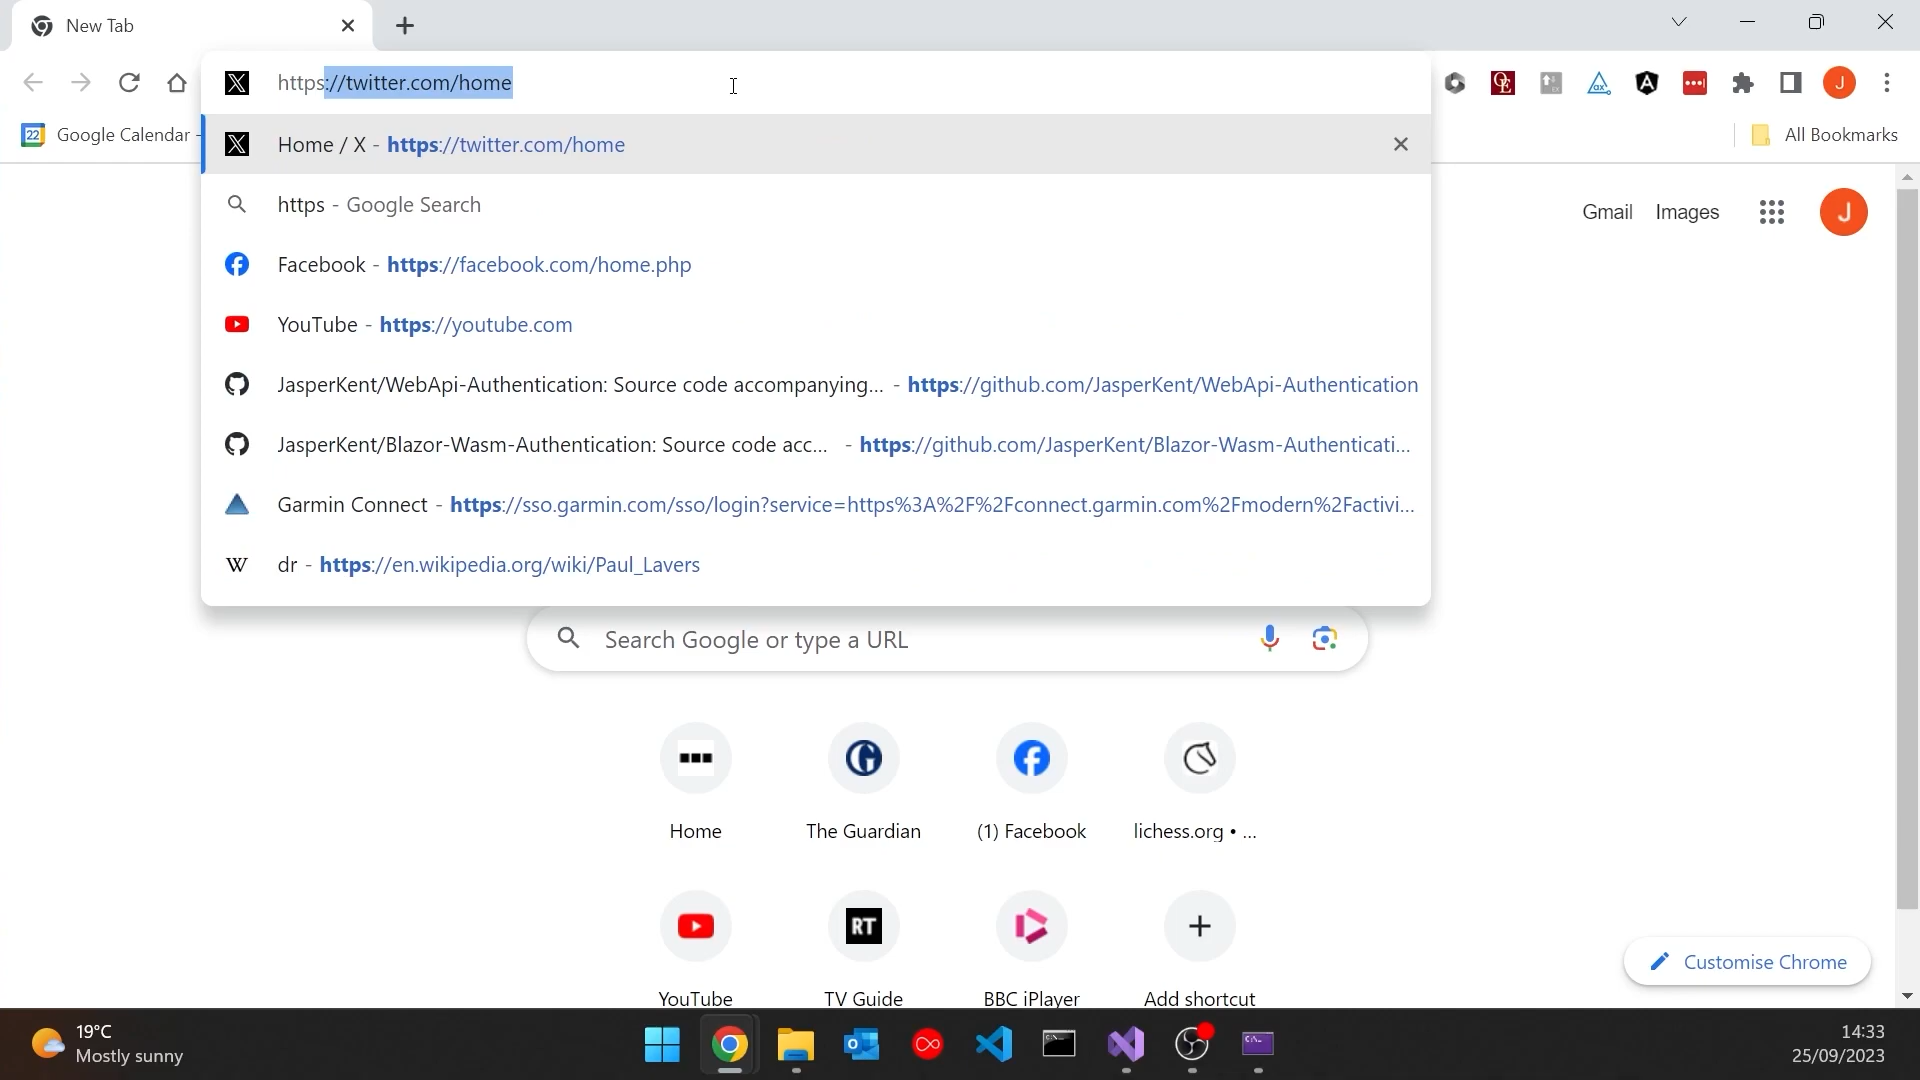 New Tab
https://twitter.com/home
22 Google Calendar -
All Bookmarks
J
Home / X - https://twitter.com/home
https - Google Search
Facebook - https://facebook.com/home.php
YouTube - https://youtube.com
JasperKent/WebApi-Authentication: Source code accompanying... - https://github.com/JasperKent/WebApi-Authentication
JasperKent/Blazor-Wasm-Authentication: Source code acc... - https://github.com/JasperKent/Blazor-Wasm-Authenticati...
Garmin Connect - https://sso.garmin.com/sso/login?service=https%3A%2F%2Fconnect.garmin.com%2Fmodern%2Factivi...
W dr - https://en.wikipedia.org/wiki/Paul_Lavers
Gmail Images J
Search Google or type a URL
Home The Guardian (1) Facebook lichess.org • ...
RT
YouTube TV Guide BBC iPlayer Add shortcut
Customise Chrome
19°C
Mostly sunny
14:33
25/09/2023